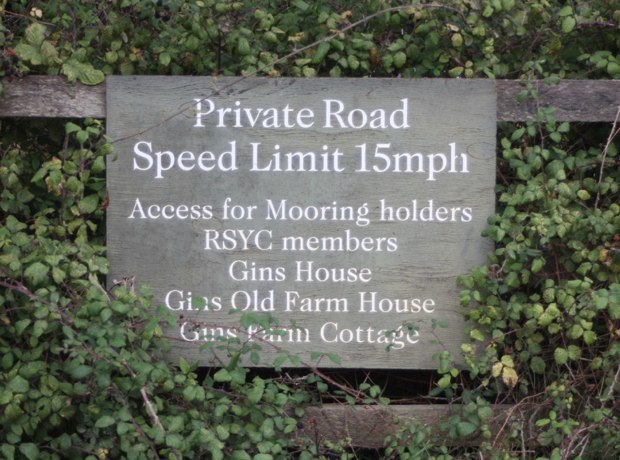 Private Road
Speed Limit 15mph
Access for Mooring holders
RSYC members
Gins House
Gins Old Farm House
Gins Farm Cottage